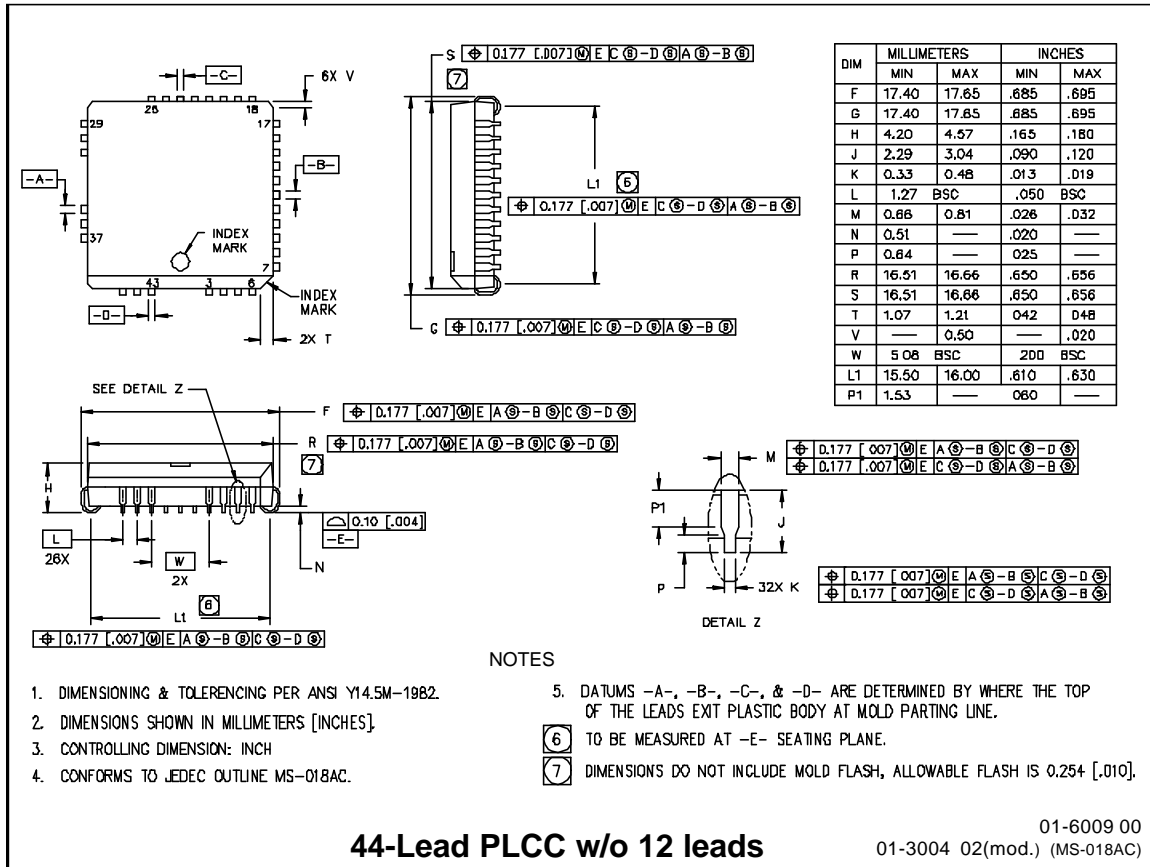 S ⌖ 0.177 [.007] Ⓜ E C Ⓢ-D Ⓢ A Ⓢ-B Ⓢ
7
-C-
6X V
26
18
29
17
-B-
-A-
37
INDEX
MARK
7
43
3
6
INDEX
MARK
-D-
2X T
L1 6
⌖ 0.177 [.007] Ⓜ E C Ⓢ-D Ⓢ A Ⓢ-B Ⓢ
G ⌖ 0.177 [.007] Ⓜ E C Ⓢ-D Ⓢ A Ⓢ-B Ⓢ
DIM MILLIMETERS INCHES
MIN MAX MIN MAX
F 17.40 17.65 .685 .695
G 17.40 17.65 .685 .695
H 4.20 4.57 .165 .180
J 2.29 3.04 .090 .120
K 0.33 0.48 .013 .019
L 1.27 BSC .050 BSC
M 0.66 0.81 .026 .032
N 0.51 — .020 —
P 0.64 — 025 —
R 16.51 16.66 .650 .656
S 16.51 16.66 .650 .656
T 1.07 1.21 042 048
V — 0.50 — .020
W 5 08 BSC 200 BSC
L1 15.50 16.00 .610 .630
P1 1.53 — 060 —
SEE DETAIL Z
F ⌖ 0.177 [.007] Ⓜ E A Ⓢ-B Ⓢ C Ⓢ-D Ⓢ
R ⌖ 0.177 [.007] Ⓜ E A Ⓢ-B Ⓢ C Ⓢ-D Ⓢ
7
H
⌓ 0.10 [.004]
-E-
L
26X
W
2X
N
L1
6
⌖ 0.177 [.007] Ⓜ E A Ⓢ-B Ⓢ C Ⓢ-D Ⓢ
M ⌖ 0.177 [ 007] Ⓜ E A Ⓢ-B Ⓢ C Ⓢ-D Ⓢ
⌖ 0.177 [.007] Ⓜ E C Ⓢ-D Ⓢ A Ⓢ-B Ⓢ
P1
J
P
32X K
⌖ 0.177 [ 007] Ⓜ E A Ⓢ-B Ⓢ C Ⓢ-D Ⓢ
⌖ 0.177 [ 007] Ⓜ E C Ⓢ-D Ⓢ A Ⓢ-B Ⓢ
DETAIL Z
NOTES
1. DIMENSIONING & TOLERENCING PER ANSI Y14.5M-1982.
2. DIMENSIONS SHOWN IN MILLIMETERS [INCHES].
3. CONTROLLING DIMENSION: INCH
4. CONFORMS TO JEDEC OUTLINE MS-018AC.
5. DATUMS -A-, -B-, -C-, & -D- ARE DETERMINED BY WHERE THE TOP
OF THE LEADS EXIT PLASTIC BODY AT MOLD PARTING LINE.
6 TO BE MEASURED AT -E- SEATING PLANE.
7 DIMENSIONS DO NOT INCLUDE MOLD FLASH, ALLOWABLE FLASH IS 0.254 [.010].
44-Lead PLCC w/o 12 leads
01-6009 00
01-3004 02(mod.) (MS-018AC)